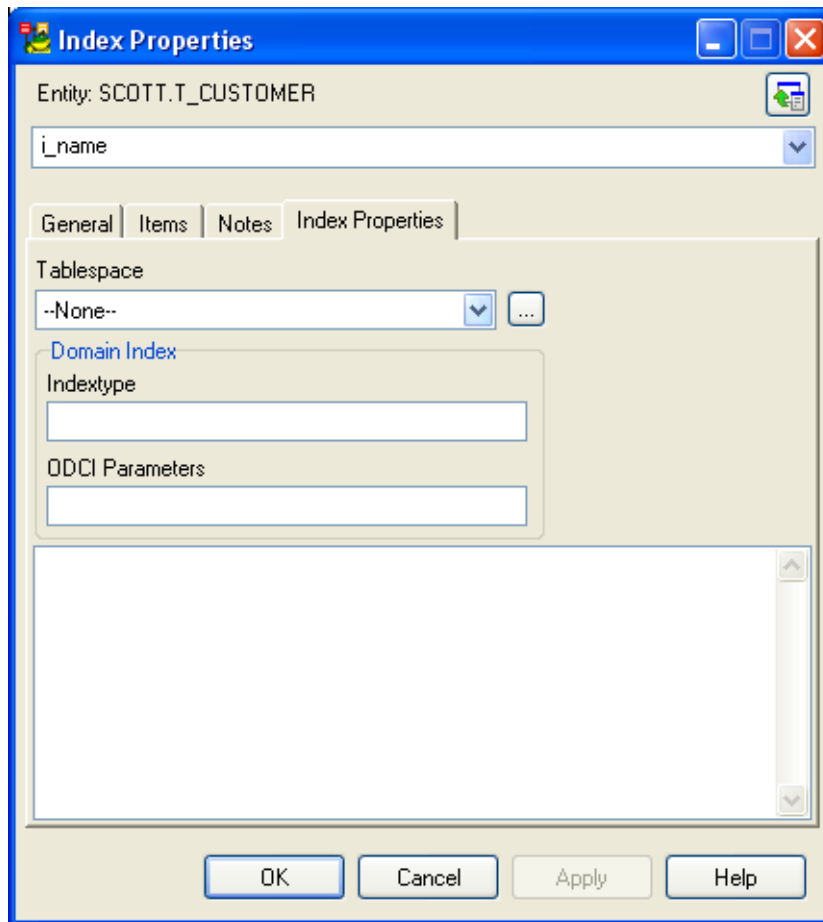 Index Properties
Entity: SCOTT.T_CUSTOMER
i_name
General Items Notes Index Properties
Tablespace
--None-- ...
Domain Index
Indextype
ODCI Parameters
OK Cancel Apply Help